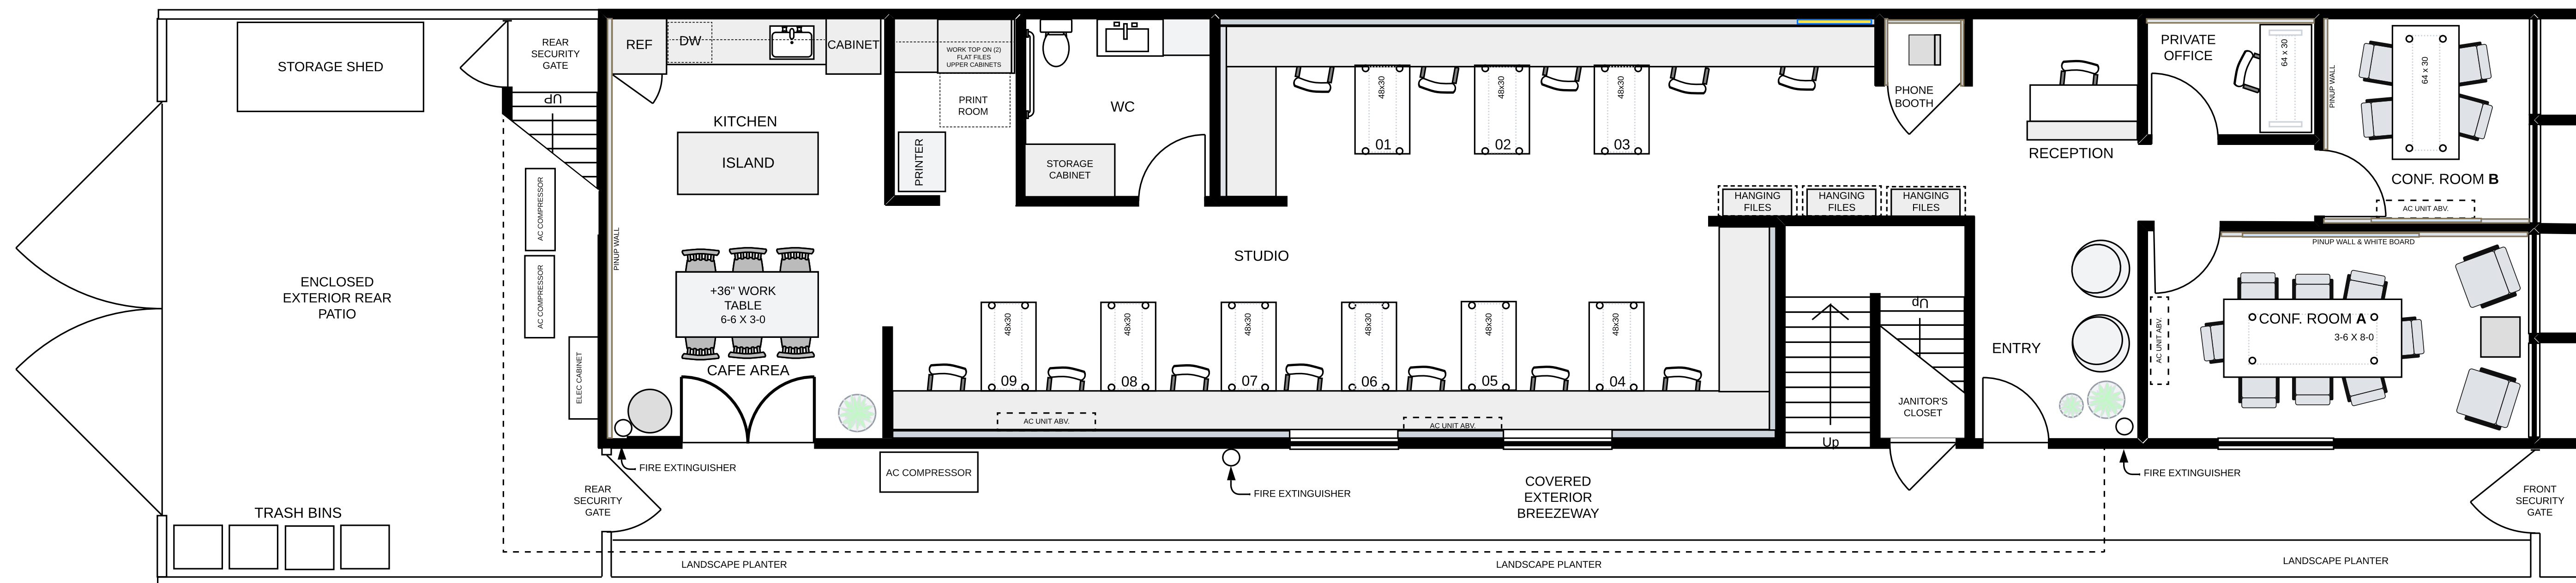 STORAGE SHED
REAR
SECURITY
GATE
UP
AC COMPRESSOR
AC COMPRESSOR
ELEC CABINET
ENCLOSED
EXTERIOR REAR
PATIO
TRASH BINS
REAR
SECURITY
GATE
REF
DW
CABINET
KITCHEN
ISLAND
PINUP WALL
+36" WORK
TABLE
6-6 X 3-0
CAFE AREA
FIRE EXTINGUISHER
WORK TOP ON (2)
FLAT FILES
UPPER CABINETS
PRINT
ROOM
PRINTER
WC
STORAGE
CABINET
48x30
01
48x30
02
48x30
03
STUDIO
48x30
09
48x30
08
48x30
07
48x30
06
48x30
05
48x30
04
AC UNIT ABV.
AC UNIT ABV.
AC COMPRESSOR
FIRE EXTINGUISHER
COVERED
EXTERIOR
BREEZEWAY
PHONE
BOOTH
HANGING
FILES
HANGING
FILES
HANGING
FILES
Up
Up
JANITOR'S
CLOSET
RECEPTION
ENTRY
PRIVATE
OFFICE
64 x 30
PINUP WALL
64 x 30
CONF. ROOM B
AC UNIT ABV.
PINUP WALL & WHITE BOARD
AC UNIT ABV.
CONF. ROOM A
3-6 X 8-0
FIRE EXTINGUISHER
FRONT
SECURITY
GATE
LANDSCAPE PLANTER
LANDSCAPE PLANTER
LANDSCAPE PLANTER